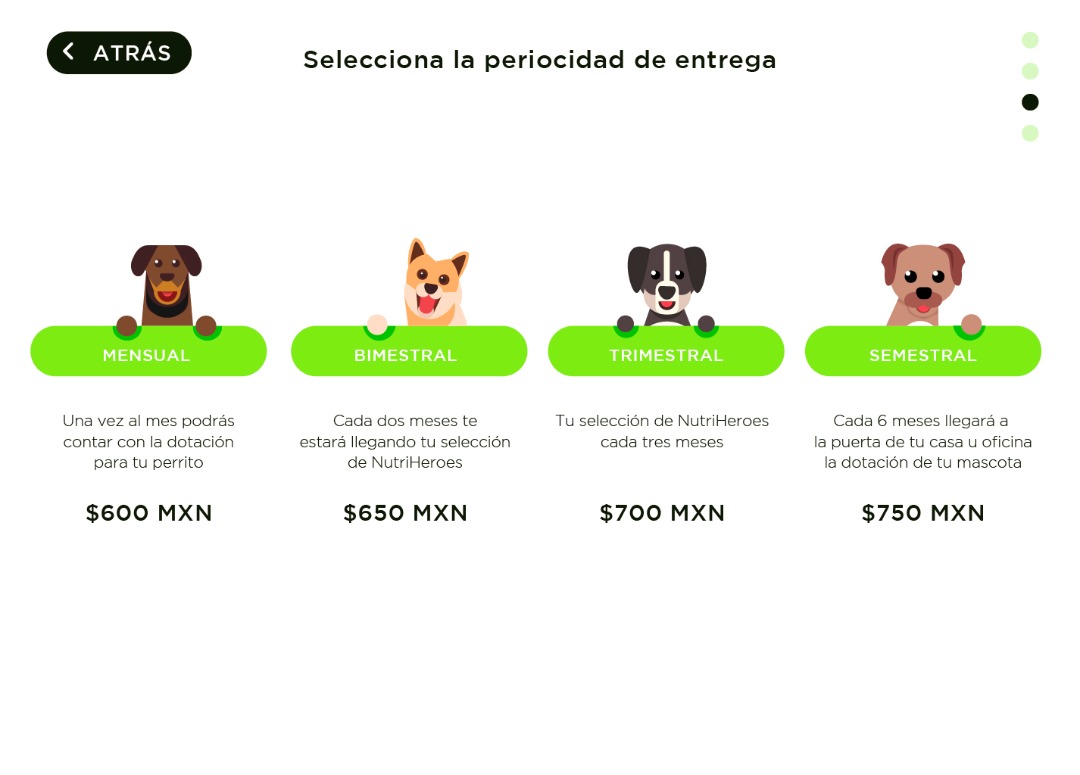 ATRÁS
Selecciona la periocidad de entrega
MENSUAL
Una vez al mes podrás
contar con la dotación
para tu perrito
$600 MXN
BIMESTRAL
Cada dos meses te
estará llegando tu selección
de NutriHeroes
$650 MXN
TRIMESTRAL
Tu selección de NutriHeroes
cada tres meses
$700 MXN
SEMESTRAL
Cada 6 meses llegará a
la puerta de tu casa u oficina
la dotación de tu mascota
$750 MXN